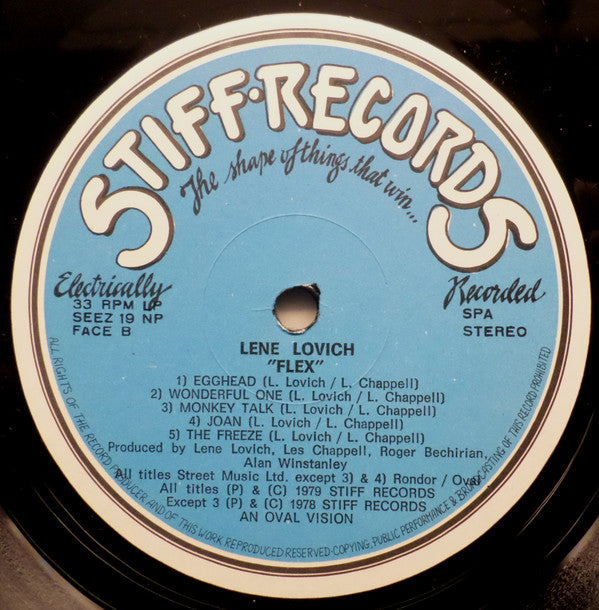 STIFF·RECORDS
The shape of things that win...
Electrically
33 RPM LP
SEEZ 19 NP
FACE B
Recorded
SPA
STEREO
LENE LOVICH
"FLEX"
1) EGGHEAD (L. Lovich / L. Chappell)
2) WONDERFUL ONE (L. Lovich / L. Chappell)
3) MONKEY TALK (L. Lovich / L. Chappell)
4) JOAN (L. Lovich / L. Chappell)
5) THE FREEZE (L. Lovich / L. Chappell)
Produced by Lene Lovich, Les Chappell, Roger Bechirian,
Alan Winstanley
All titles Street Music Ltd. except 3) & 4) Rondor / Oval
All titles (P) & (C) 1979 STIFF RECORDS
Except 3 (P) & (C) 1978 STIFF RECORDS
AN OVAL VISION
ALL RIGHTS OF THE RECORD PRODUCER AND/OF THIS WORK REPRODUCED RESERVED·COPYING, PUBLIC PERFORMANCE & BROADCASTING OF THIS RECORD PROHIBITED